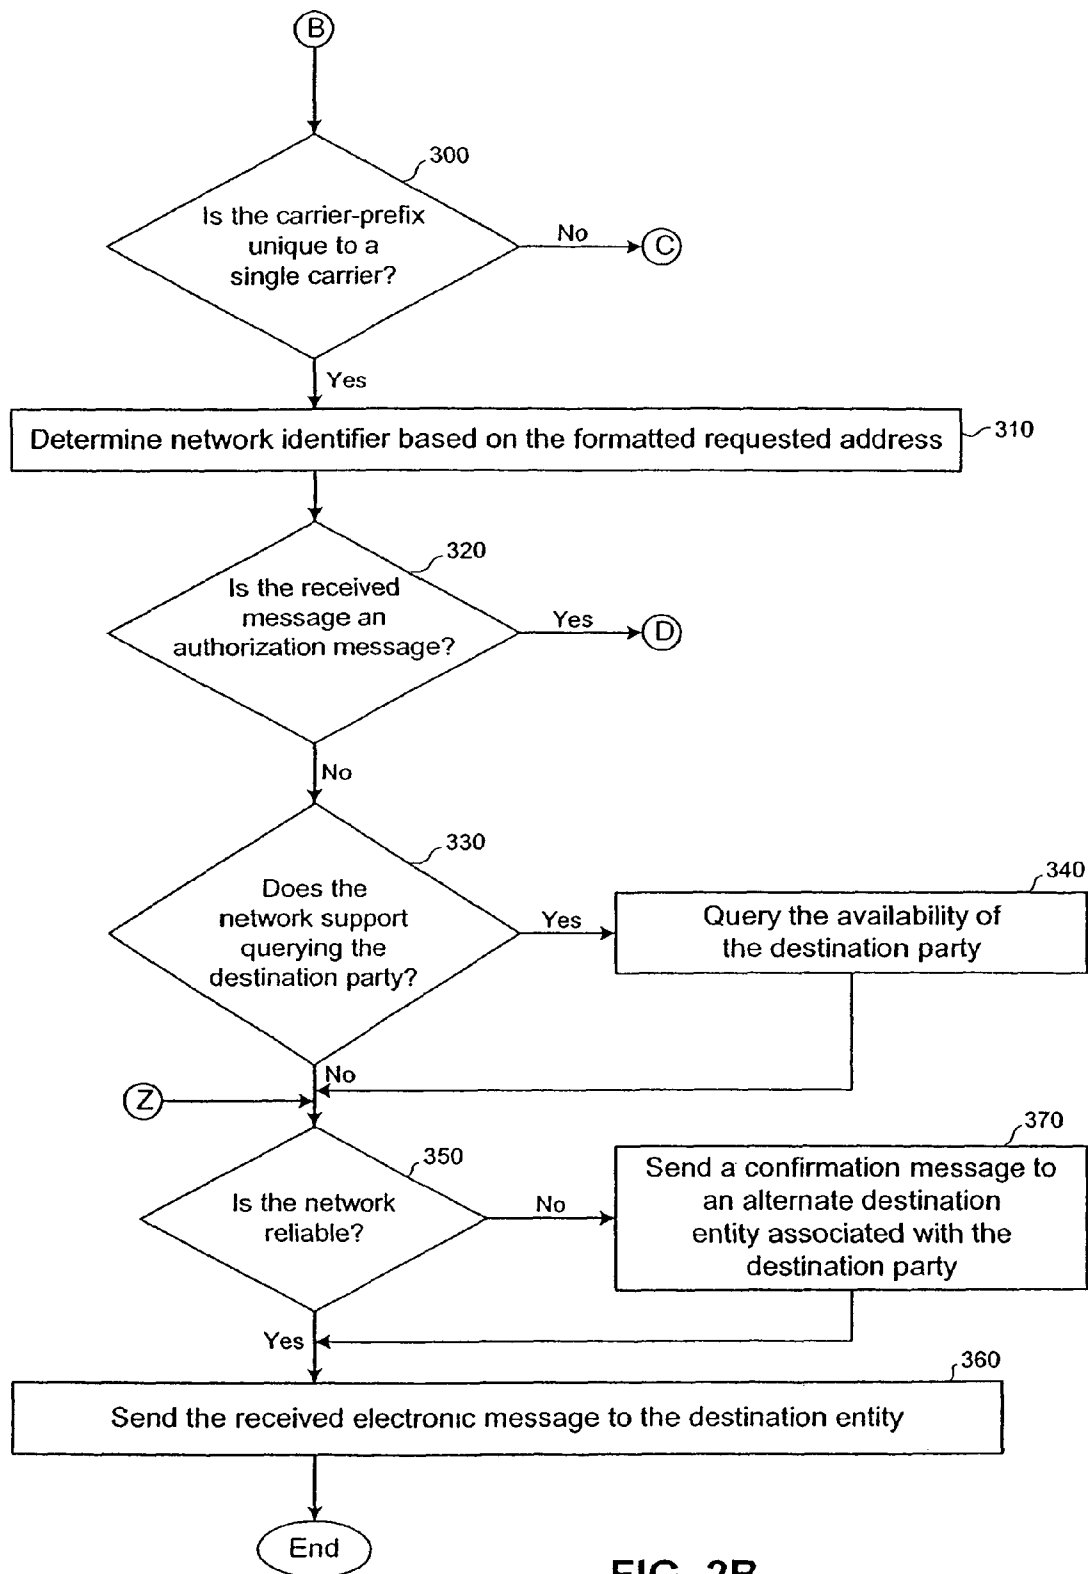 B
300
Is the carrier-prefix
unique to a
single carrier?
No
C
Yes
Determine network identifier based on the formatted requested address
310
320
Is the received
message an
authorization message?
Yes
D
No
330
Does the
network support
querying the
destination party?
Yes
340
Query the availability of
the destination party
No
Z
350
Is the network
reliable?
No
370
Send a confirmation message to
an alternate destination
entity associated with the
destination party
Yes
360
Send the received electronic message to the destination entity
End
FIG. 2B